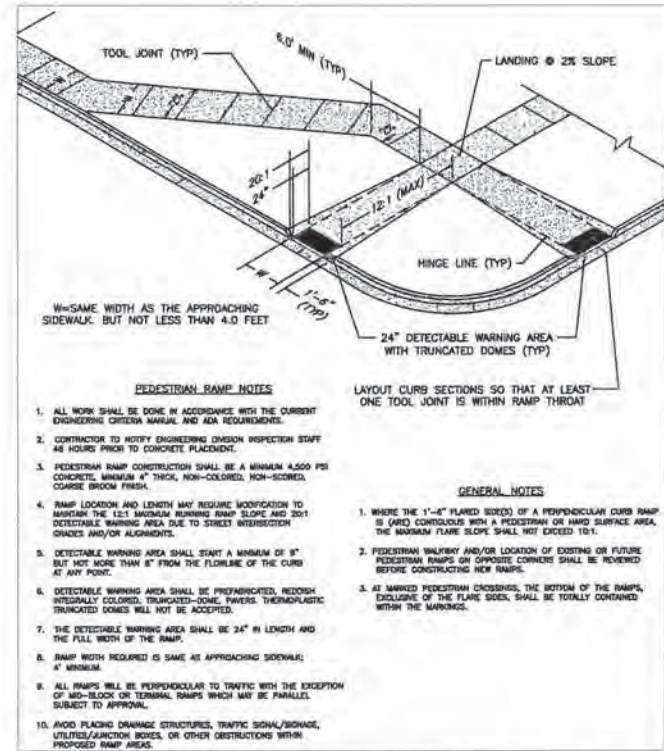 TOOL JOINT (TYP)
6.0' MIN (TYP)
LANDING @ 2% SLOPE
20:1
24"
12:1 (MAX)
HINGE LINE (TYP)
W
1'-6"
(TYP)
W=SAME WIDTH AS THE APPROACHING
SIDEWALK. BUT NOT LESS THAN 4.0 FEET
24" DETECTABLE WARNING AREA
WITH TRUNCATED DOMES (TYP)
LAYOUT CURB SECTIONS SO THAT AT LEAST
ONE TOOL JOINT IS WITHIN RAMP THROAT
PEDESTRIAN RAMP NOTES
1. ALL WORK SHALL BE DONE IN ACCORDANCE WITH THE CURRENT
ENGINEERING CRITERIA MANUAL AND ADA REQUIREMENTS.
2. CONTRACTOR TO NOTIFY ENGINEERING DIVISION INSPECTION STAFF
48 HOURS PRIOR TO CONCRETE PLACEMENT.
3. PEDESTRIAN RAMP CONSTRUCTION SHALL BE A MINIMUM 4,500 PSI
CONCRETE, MINIMUM 4" THICK, NON-COLORED, NON-SCORED,
COARSE BROOM FINISH.
4. RAMP LOCATION AND LENGTH MAY REQUIRE MODIFICATION TO
MAINTAIN THE 12:1 MAXIMUM RUNNING RAMP SLOPE AND 20:1
DETECTABLE WARNING AREA DUE TO STREET INTERSECTION
GRADES AND/OR ALIGNMENTS.
5. DETECTABLE WARNING AREA SHALL START A MINIMUM OF
BUT NOT MORE THAN 8" FROM THE FLOWLINE OF THE CURB
AT ANY POINT.
6. DETECTABLE WARNING AREA SHALL BE PREFABRICATED, REDDISH
INTEGRALLY COLORED, TRUNCATED-DOME, PAVERS. THERMOPLASTIC
TRUNCATED DOMES WILL NOT BE ACCEPTED.
7. THE DETECTABLE WARNING AREA SHALL BE 24" IN LENGTH AND
THE FULL WIDTH OF THE RAMP.
8. RAMP WIDTH REQUIRED IS SAME AS APPROACHING SIDEWALK;
4' MINIMUM.
9. ALL RAMPS WILL BE PERPENDICULAR TO TRAFFIC WITH THE EXCEPTION
OF MID-BLOCK OR TERMINAL RAMPS WHICH MAY BE PARALLEL
SUBJECT TO APPROVAL.
10. AVOID PLACING DRAINAGE STRUCTURES, TRAFFIC SIGNAL/SIGNAGE,
UTILITIES/JUNCTION BOXES, OR OTHER OBSTRUCTIONS WITHIN
PROPOSED RAMP AREAS.
GENERAL NOTES
1. WHERE THE 1'-6" FLARED SIDE(S) OF A PERPENDICULAR CURB RAMP
IS (ARE) CONTIGUOUS WITH A PEDESTRIAN OR HARD SURFACE AREA,
THE MAXIMUM FLARE SLOPE SHALL NOT EXCEED 10:1.
2. PEDESTRIAN WALKWAY AND/OR LOCATION OF EXISTING OR FUTURE
PEDESTRIAN RAMPS ON OPPOSITE CORNERS SHALL BE REVIEWED
BEFORE CONSTRUCTING NEW RAMPS.
3. AT MARKED PEDESTRIAN CROSSINGS, THE BOTTOM OF THE RAMPS,
EXCLUSIVE OF THE FLARE SIDES, SHALL BE TOTALLY CONTAINED
WITHIN THE MARKINGS.